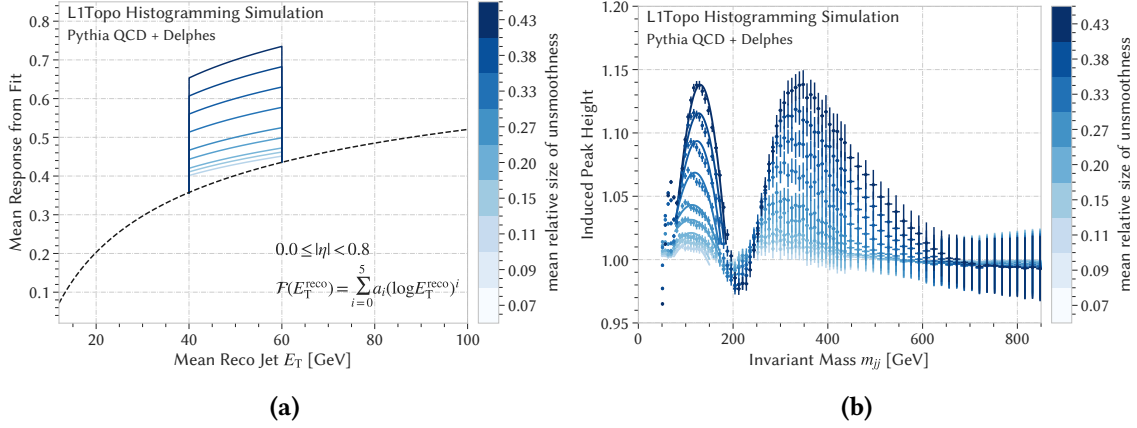 L1Topo Histogramming Simulation
Pythia QCD + Delphes
0.8
0.7
0.6
0.5
0.4
0.3
0.2
0.1
Mean Response from Fit
20
40
60
80
100
Mean Reco Jet E_T [GeV]
0.0 ≤ |η| < 0.8
ℱ(E_T^reco) = ∑_{i=0}^{5} a_i (log E_T^reco)^i
0.43
0.38
0.33
0.27
0.20
0.11
0.09
0.07
mean relative size of unsmoothness
(a)
L1Topo Histogramming Simulation
Pythia QCD + Delphes
1.20
1.15
1.10
1.05
1.00
0.95
Induced Peak Height
0
200
400
600
800
Invariant Mass m_jj [GeV]
0.43
0.38
0.33
0.27
0.20
0.11
0.09
0.07
mean relative size of unsmoothness
(b)